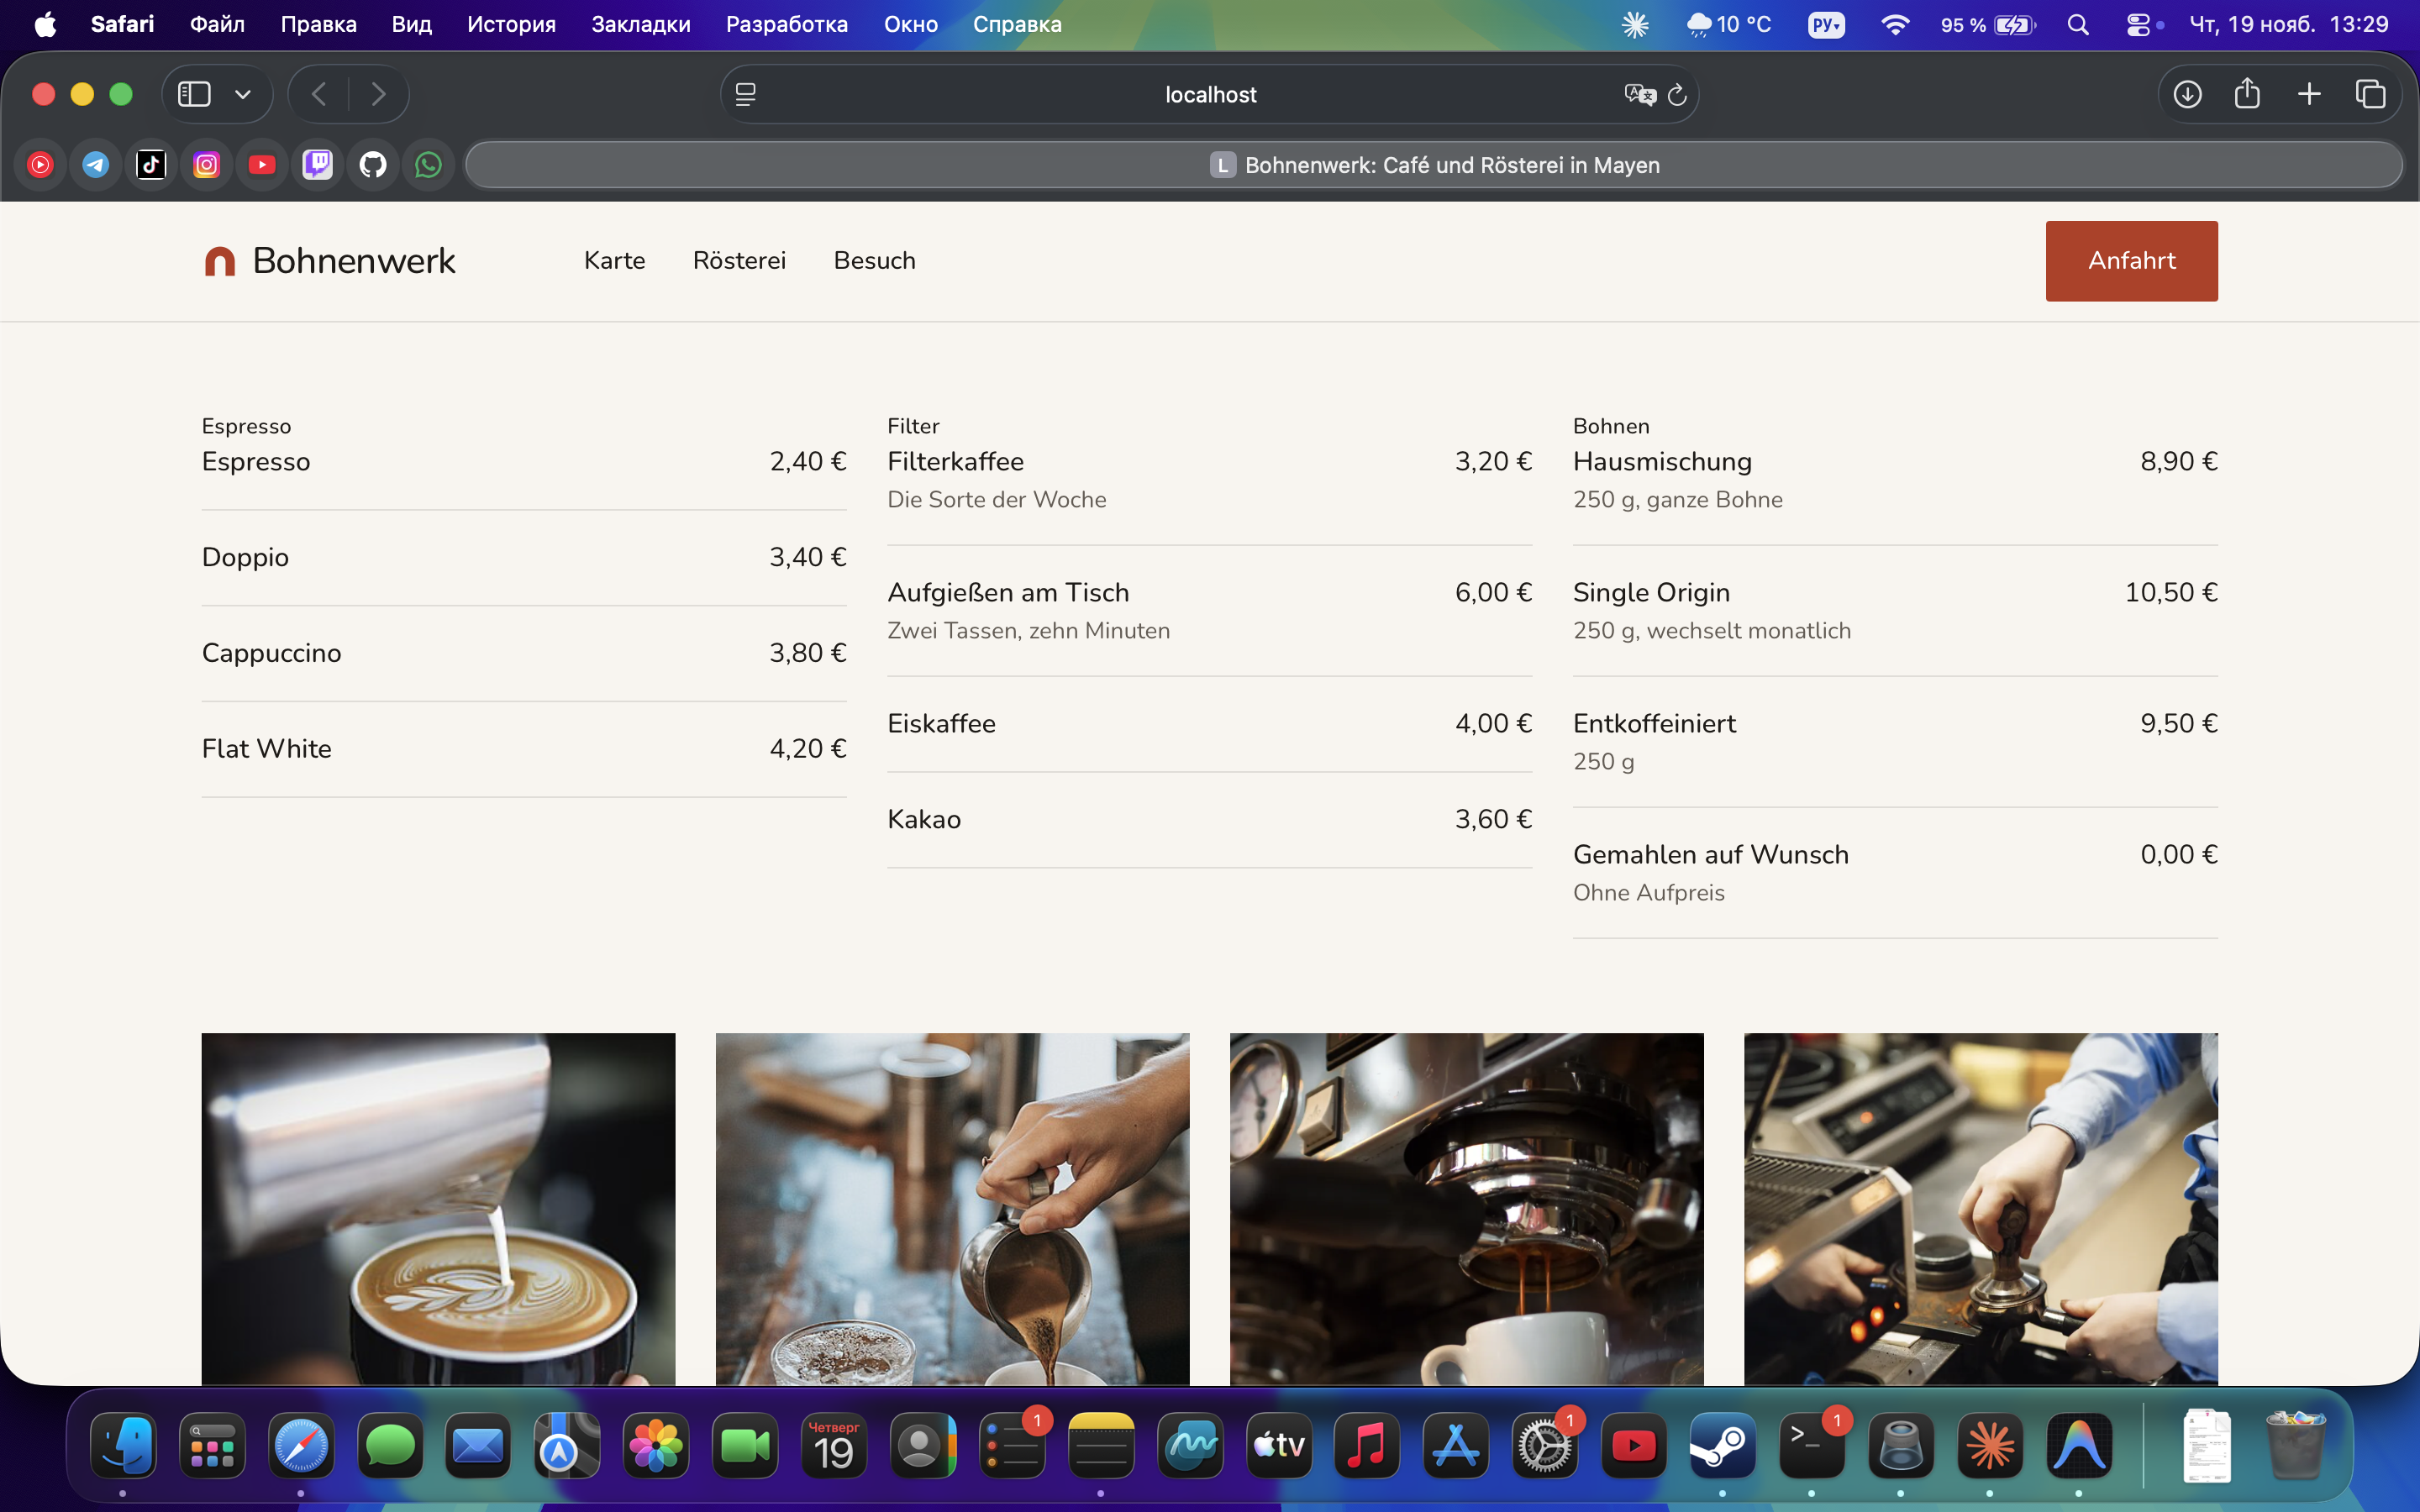 Safari Файл Правка Вид История Закладки Разработка Окно Справка 10 °C РУ 95 % Чт, 19 нояб. 13:29
localhost
L Bohnenwerk: Café und Rösterei in Mayen
Bohnenwerk Karte Rösterei Besuch Anfahrt
Espresso
Espresso 2,40 €
Doppio 3,40 €
Cappuccino 3,80 €
Flat White 4,20 €
Filter
Filterkaffee 3,20 €
Die Sorte der Woche
Aufgießen am Tisch 6,00 €
Zwei Tassen, zehn Minuten
Eiskaffee 4,00 €
Kakao 3,60 €
Bohnen
Hausmischung 8,90 €
250 g, ganze Bohne
Single Origin 10,50 €
250 g, wechselt monatlich
Entkoffeiniert 9,50 €
250 g
Gemahlen auf Wunsch 0,00 €
Ohne Aufpreis
Четверг
19
1
tv
1
1